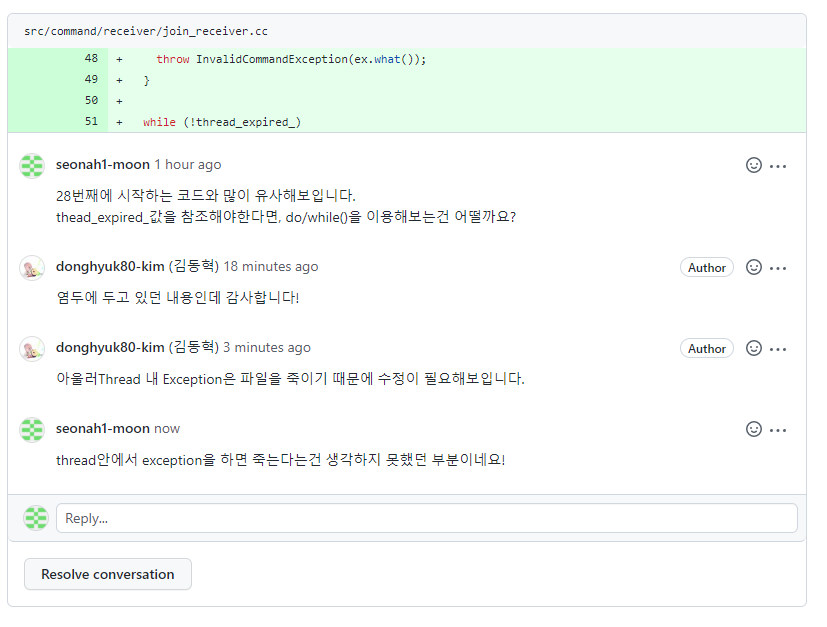 src/command/receiver/join_receiver.cc
48 + throw InvalidCommandException(ex.what());
49 + }
50 +
51 + while (!thread_expired_)
seonah1-moon 1 hour ago
28번째에 시작하는 코드와 많이 유사해보입니다.
thead_expired_값을 참조해야한다면, do/while()을 이용해보는건 어떨까요?
donghyuk80-kim (김동혁) 18 minutes ago Author
염두에 두고 있던 내용인데 감사합니다!
donghyuk80-kim (김동혁) 3 minutes ago Author
아울러Thread 내 Exception은 파일을 죽이기 때문에 수정이 필요해보입니다.
seonah1-moon now
thread안에서 exception을 하면 죽는다는건 생각하지 못했던 부분이네요!
Reply...
Resolve conversation